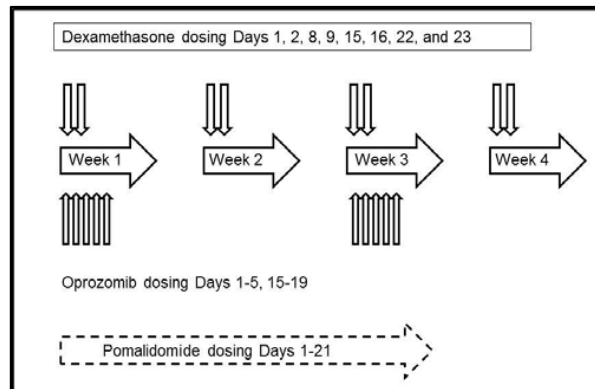 Dexamethasone dosing Days 1, 2, 8, 9, 15, 16, 22, and 23
Week 1 Week 2 Week 3 Week 4
Oprozomib dosing Days 1-5, 15-19
Pomalidomide dosing Days 1-21